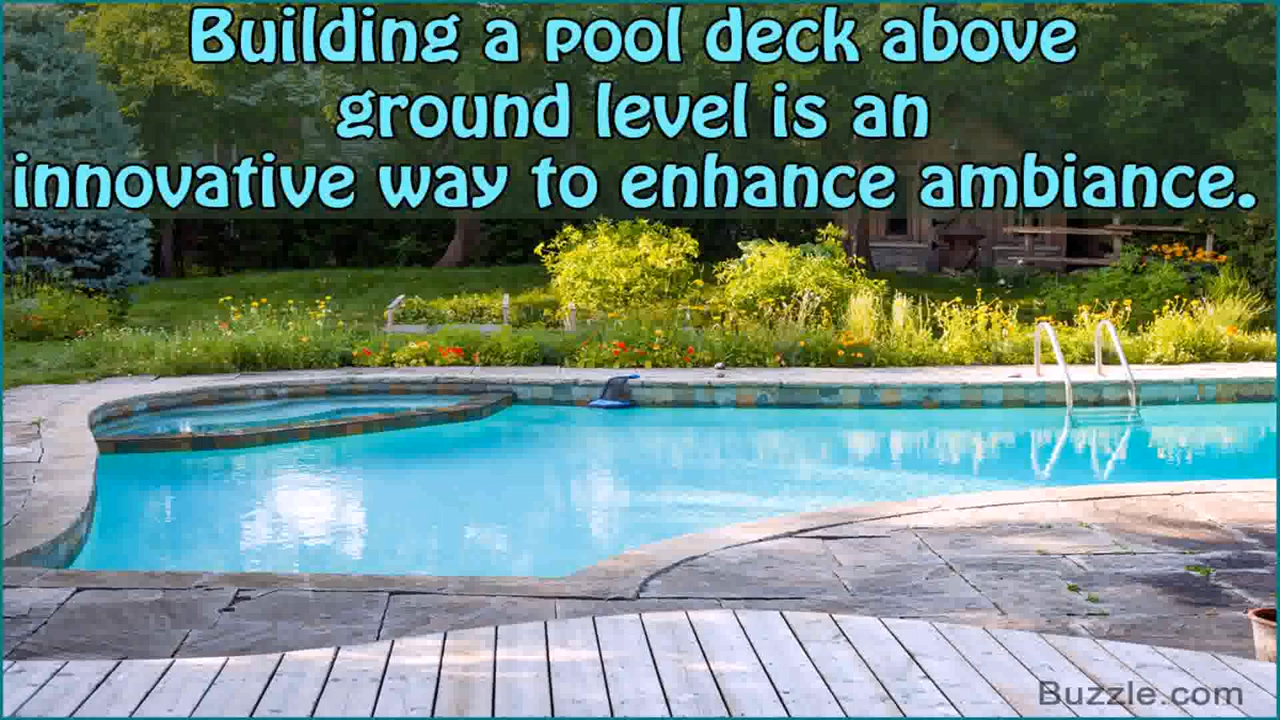 Building a pool deck above
ground level is an
innovative way to enhance ambiance.
Buzzle.com